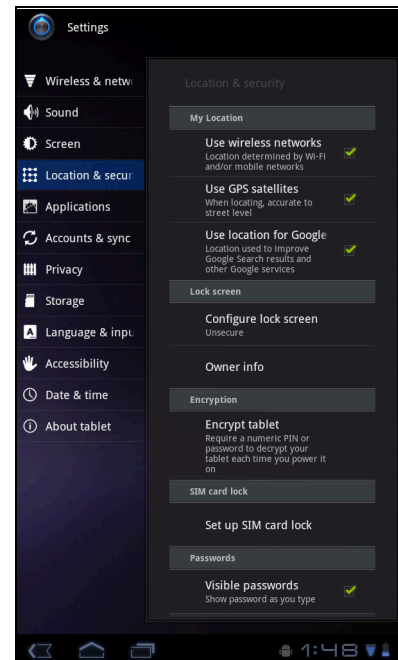 Settings
Wireless & netw
Sound
Screen
Location & secur
Applications
Accounts & sync
Privacy
Storage
Language & inpu
Accessibility
Date & time
About tablet
Location & security
My Location
Use wireless networks
Location determined by Wi-Fi
and/or mobile networks
Use GPS satellites
When locating, accurate to
street level
Use location for Google
Location used to improve
Google Search results and
other Google services
Lock screen
Configure lock screen
Unsecure
Owner info
Encryption
Encrypt tablet
Require a numeric PIN or
password to decrypt your
tablet each time you power it
on
SIM card lock
Set up SIM card lock
Passwords
Visible passwords
Show password as you type
1:48